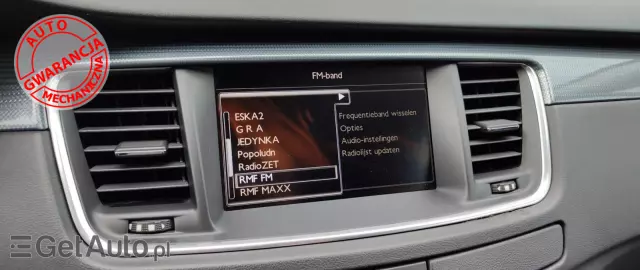 AUTO
GWARANCJA
MECHANICZNA
FM-band
ESKA2
G R A
JEDYNKA
Popoludn
RadioZET
RMF FM
RMF MAXX
Frequentieband wisselen
Opties
Audio-instellingen
Radiolijst updaten
GetAuto.pl